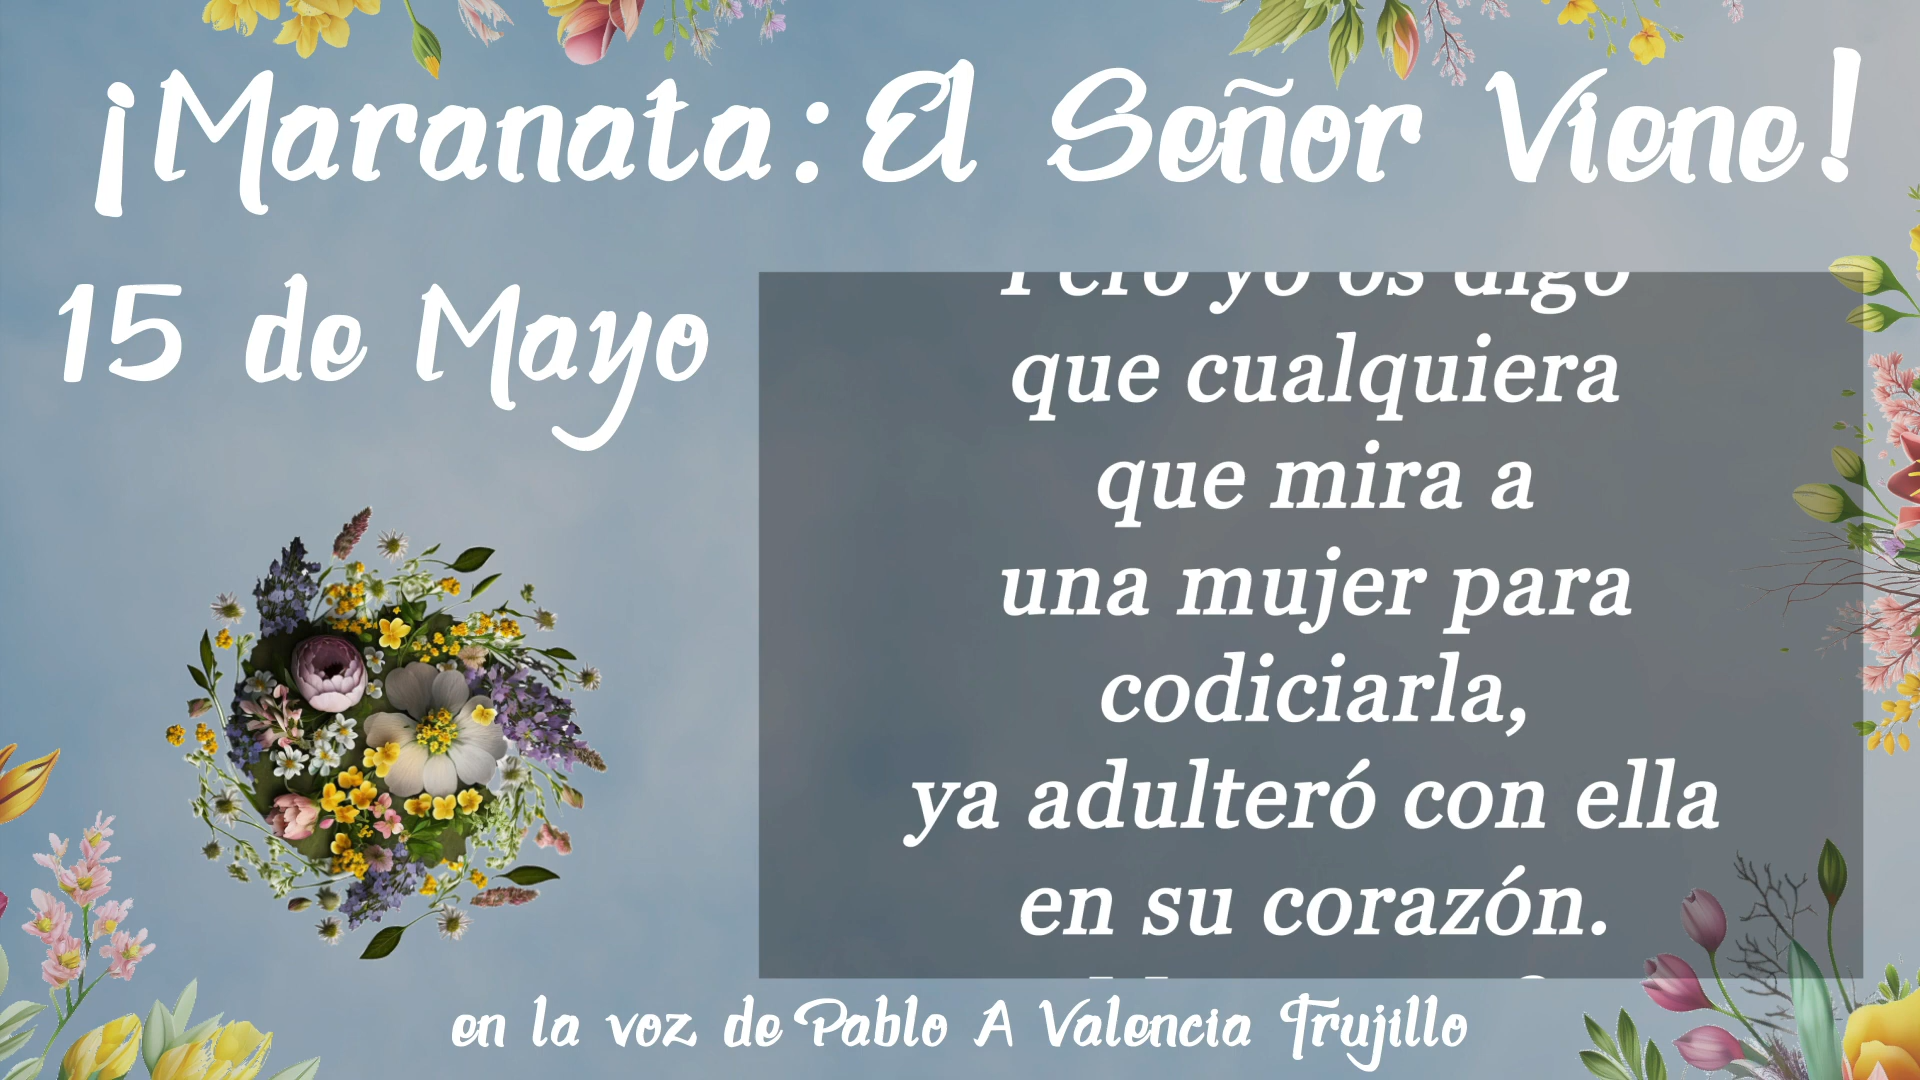 ¡Maranata: El Señor Viene!
15 de Mayo
Pero yo os digo
que cualquiera
que mira a
una mujer para
codiciarla,
ya adulteró con ella
en su corazón.
en la voz de Pablo A Valencia Trujillo